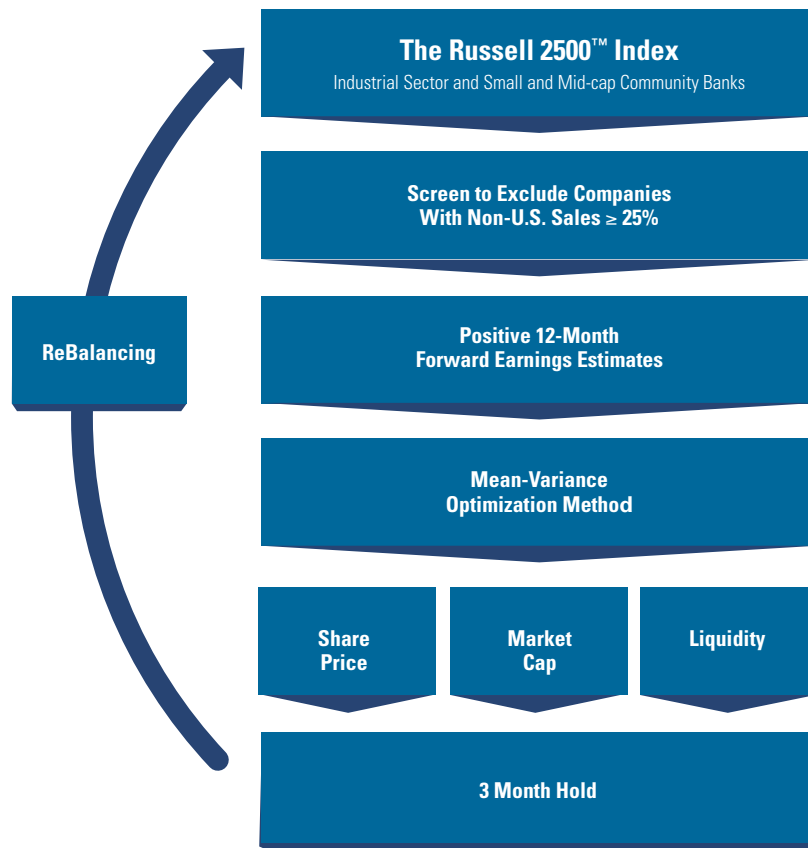 The Russell 2500™ Index
Industrial Sector and Small and Mid-cap Community Banks
Screen to Exclude Companies
With Non-U.S. Sales ≥ 25%
ReBalancing
Positive 12-Month
Forward Earnings Estimates
Mean-Variance
Optimization Method
Share
Price
Market
Cap
Liquidity
3 Month Hold